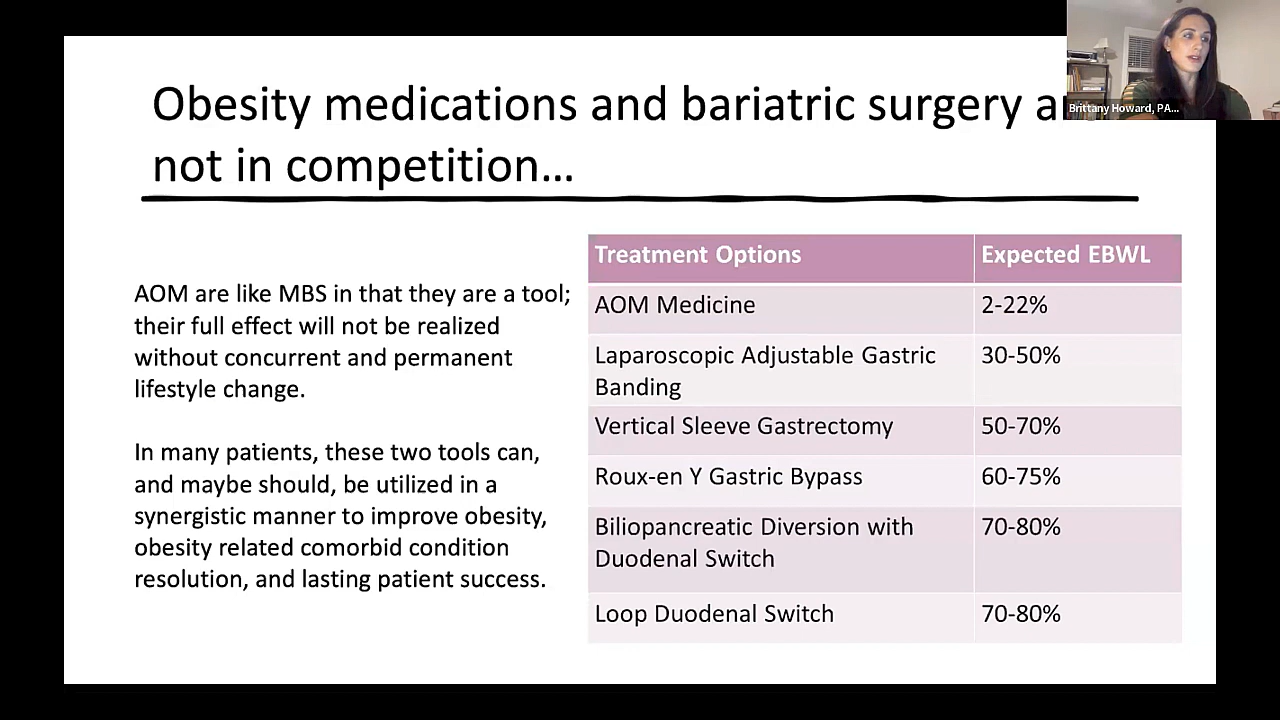 Obesity medications and bariatric surgery a
not in competition…
Brittany Howard, PA...
AOM are like MBS in that they are a tool;
their full effect will not be realized
without concurrent and permanent
lifestyle change.
In many patients, these two tools can,
and maybe should, be utilized in a
synergistic manner to improve obesity,
obesity related comorbid condition
resolution, and lasting patient success.
Treatment Options Expected EBWL
AOM Medicine 2-22%
Laparoscopic Adjustable Gastric 30-50%
Banding
Vertical Sleeve Gastrectomy 50-70%
Roux-en Y Gastric Bypass 60-75%
Biliopancreatic Diversion with 70-80%
Duodenal Switch
Loop Duodenal Switch 70-80%